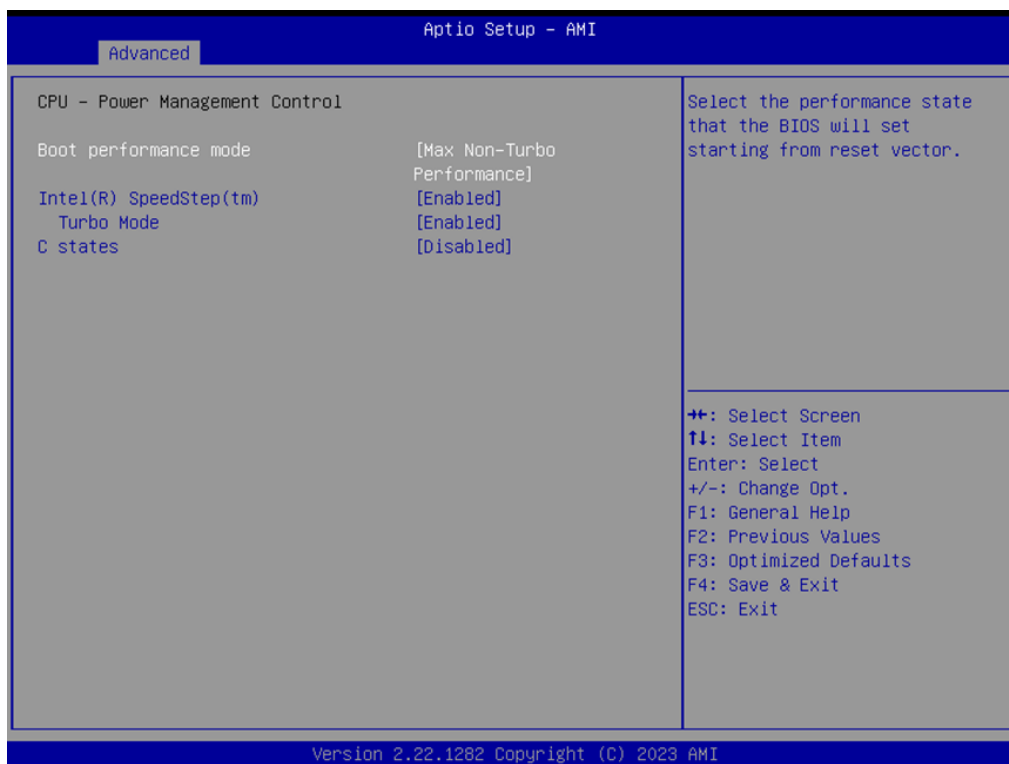 Aptio Setup – AMI
Advanced
CPU – Power Management Control
Boot performance mode [Max Non-Turbo
Performance]
Intel(R) SpeedStep(tm) [Enabled]
Turbo Mode [Enabled]
C states [Disabled]
Select the performance state
that the BIOS will set
starting from reset vector.
→←: Select Screen
↑↓: Select Item
Enter: Select
+/-: Change Opt.
F1: General Help
F2: Previous Values
F3: Optimized Defaults
F4: Save & Exit
ESC: Exit
Version 2.22.1282 Copyright (C) 2023 AMI